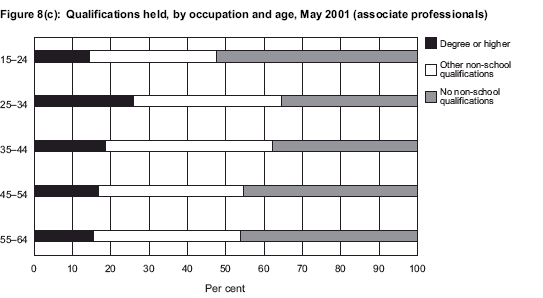 Figure 8(c): Qualifications held, by occupation and age, May 2001 (associate professionals)
Degree or higher
Other non-school
qualifications
No non-school
qualifications
15–24
25–34
35–44
45–54
55–64
0 10 20 30 40 50 60 70 80 90 100
Per cent